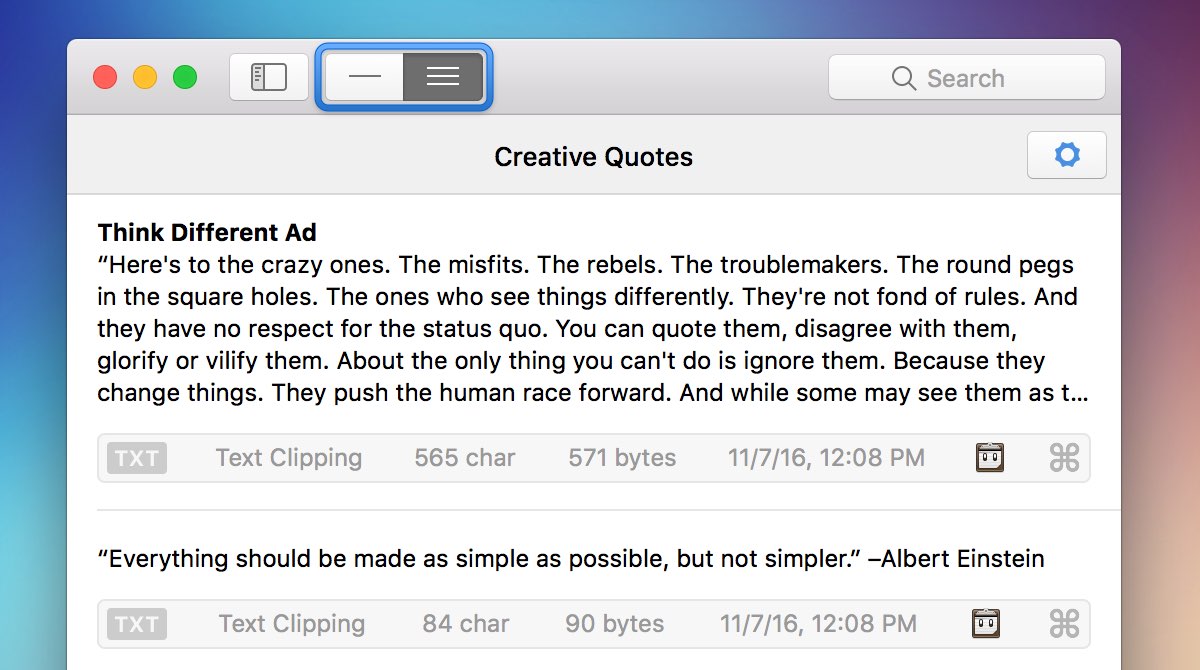 Search
Creative Quotes
Think Different Ad
“Here's to the crazy ones. The misfits. The rebels. The troublemakers. The round pegs
in the square holes. The ones who see things differently. They're not fond of rules. And
they have no respect for the status quo. You can quote them, disagree with them,
glorify or vilify them. About the only thing you can't do is ignore them. Because they
change things. They push the human race forward. And while some may see them as t…
TXT Text Clipping 565 char 571 bytes 11/7/16, 12:08 PM ⌘
“Everything should be made as simple as possible, but not simpler.” –Albert Einstein
TXT Text Clipping 84 char 90 bytes 11/7/16, 12:08 PM ⌘